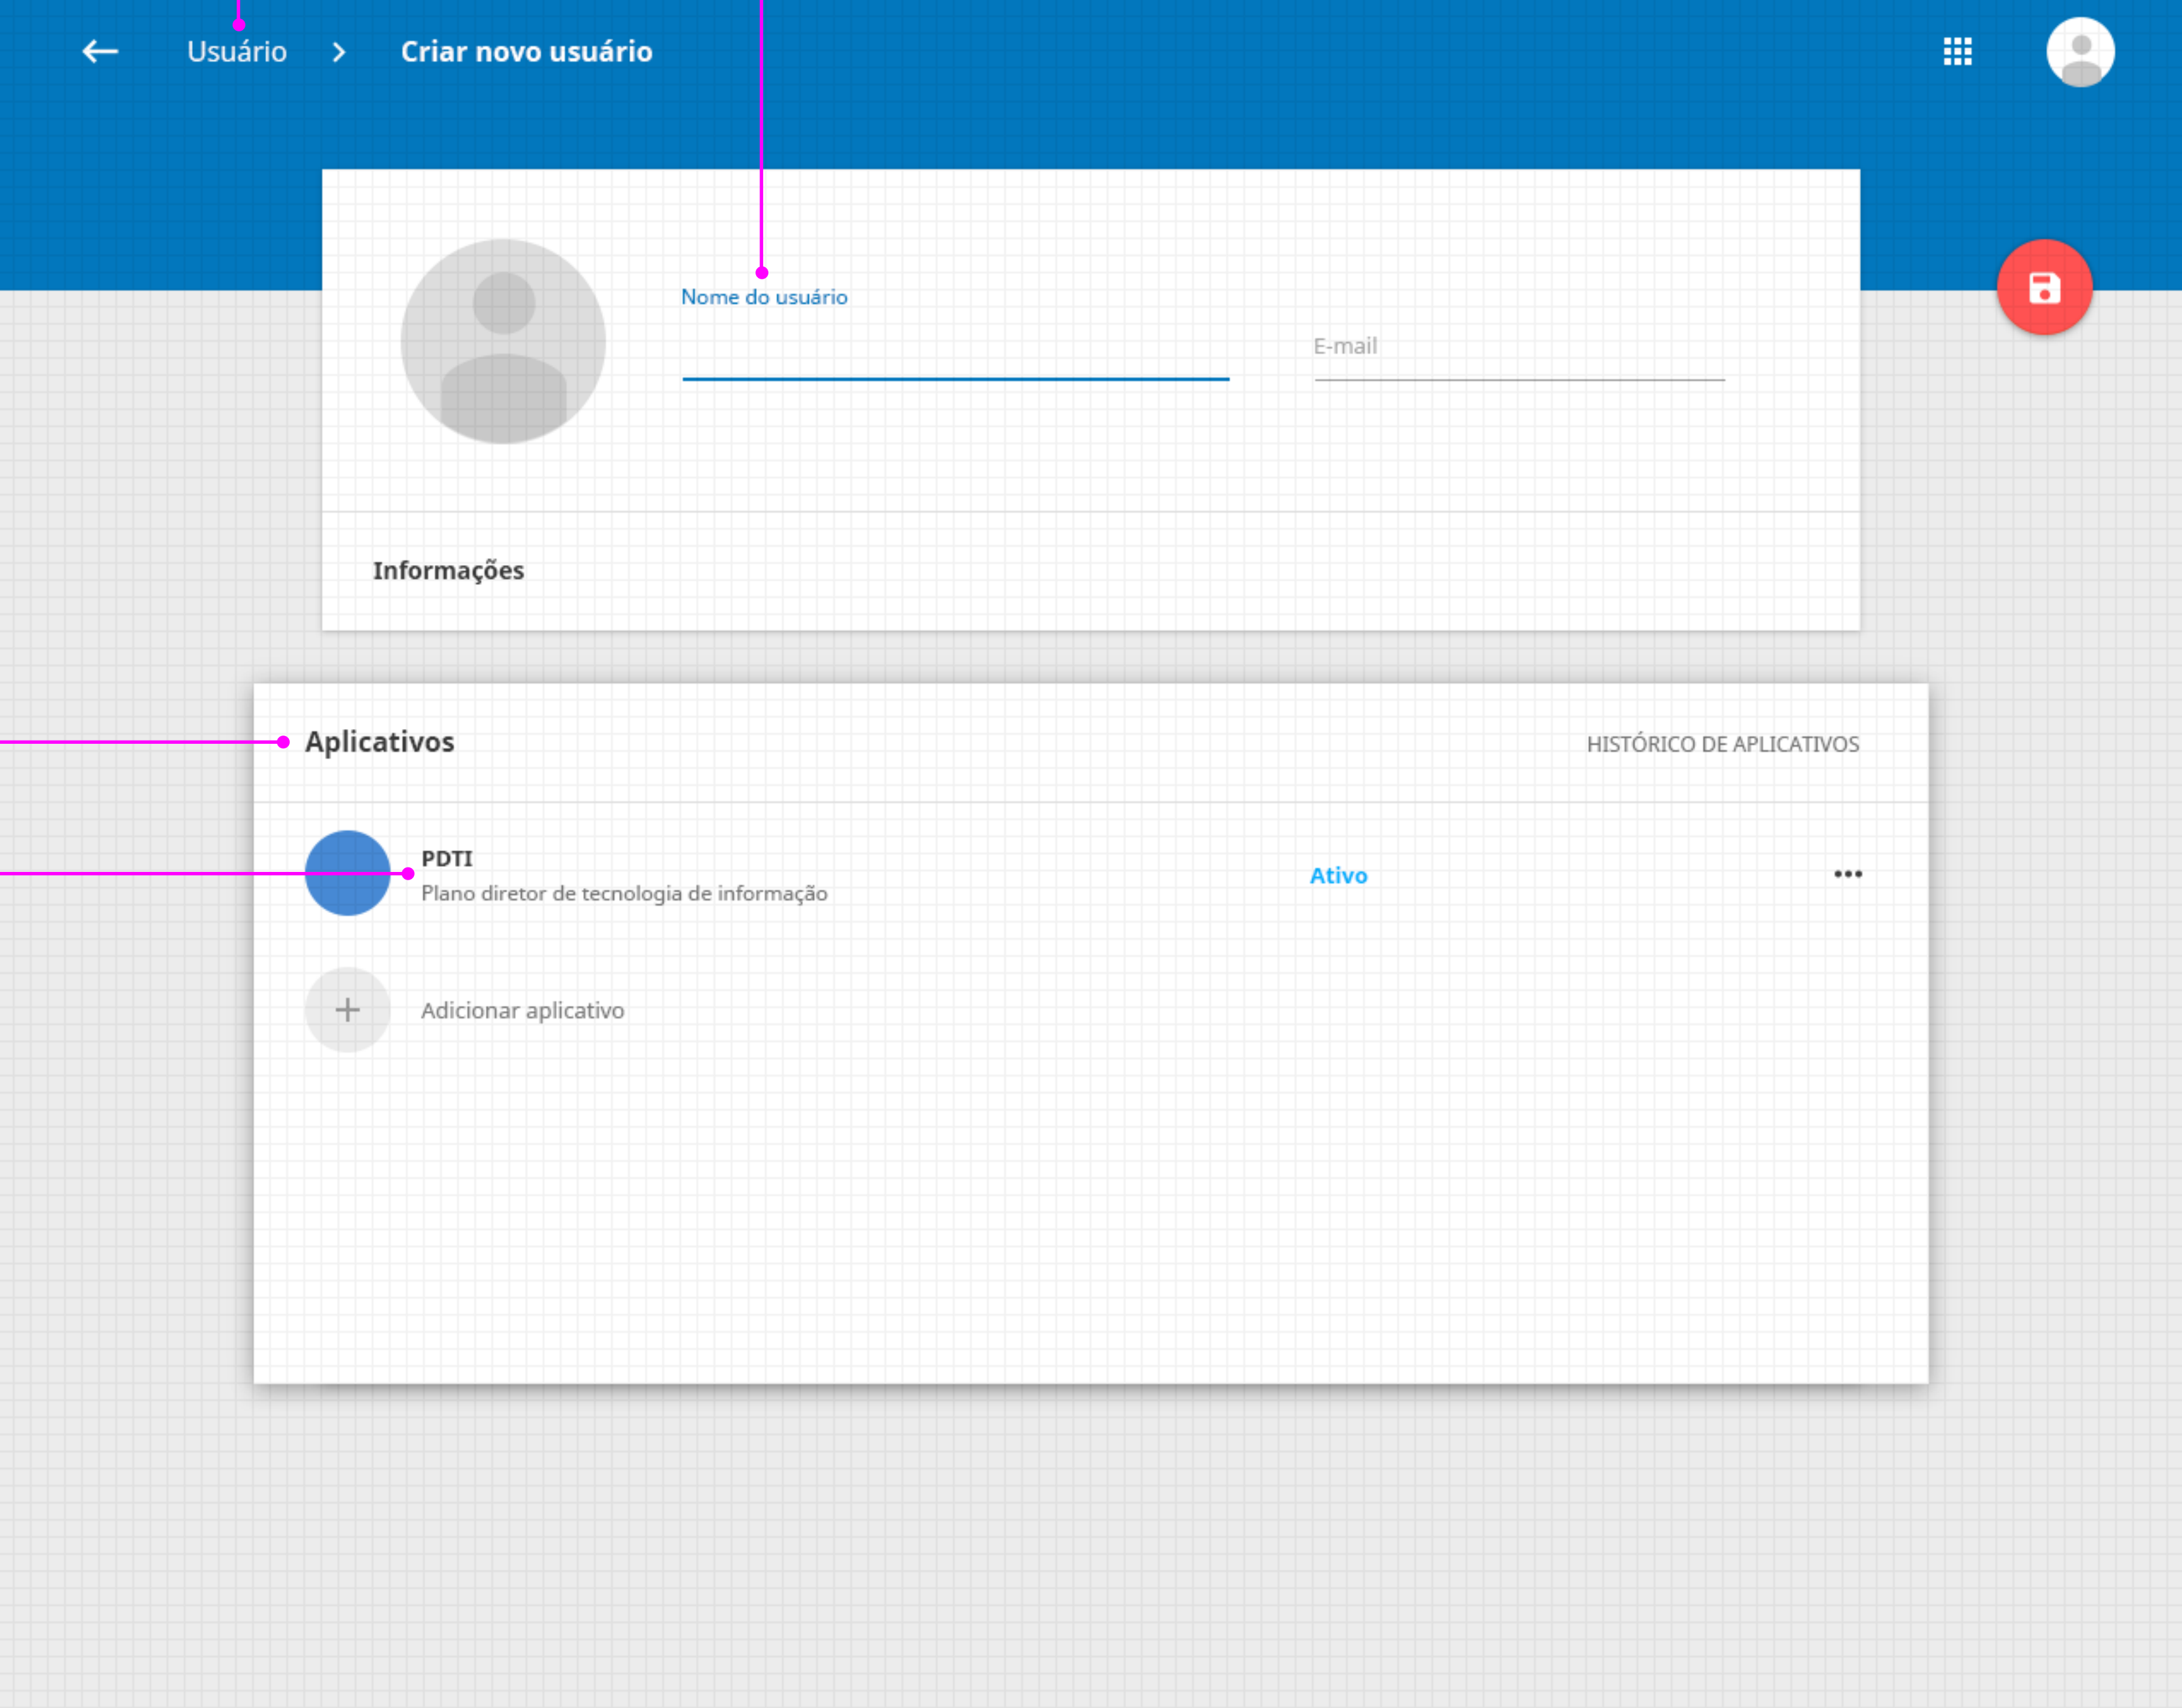 Usuário > Criar novo usuário
Nome do usuário
E-mail
Informações
Aplicativos
HISTÓRICO DE APLICATIVOS
PDTI
Plano diretor de tecnologia de informação
Ativo
Adicionar aplicativo